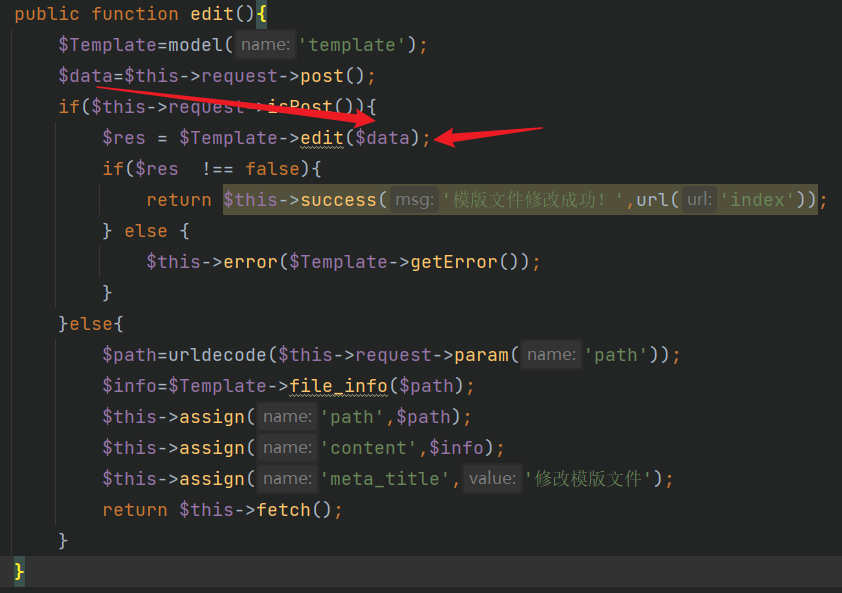 public function edit(){
$Template=model( name: 'template');
$data=$this->request->post();
if($this->request->isPost()){
$res = $Template->edit($data);
if($res  !== false){
return $this->success( msg: '模版文件修改成功！',url( url: 'index'));
} else {
$this->error($Template->getError());
}
}else{
$path=urldecode($this->request->param( name: 'path'));
$info=$Template->file_info($path);
$this->assign( name: 'path',$path);
$this->assign( name: 'content',$info);
$this->assign( name: 'meta_title', value: '修改模版文件');
return $this->fetch();
}
}